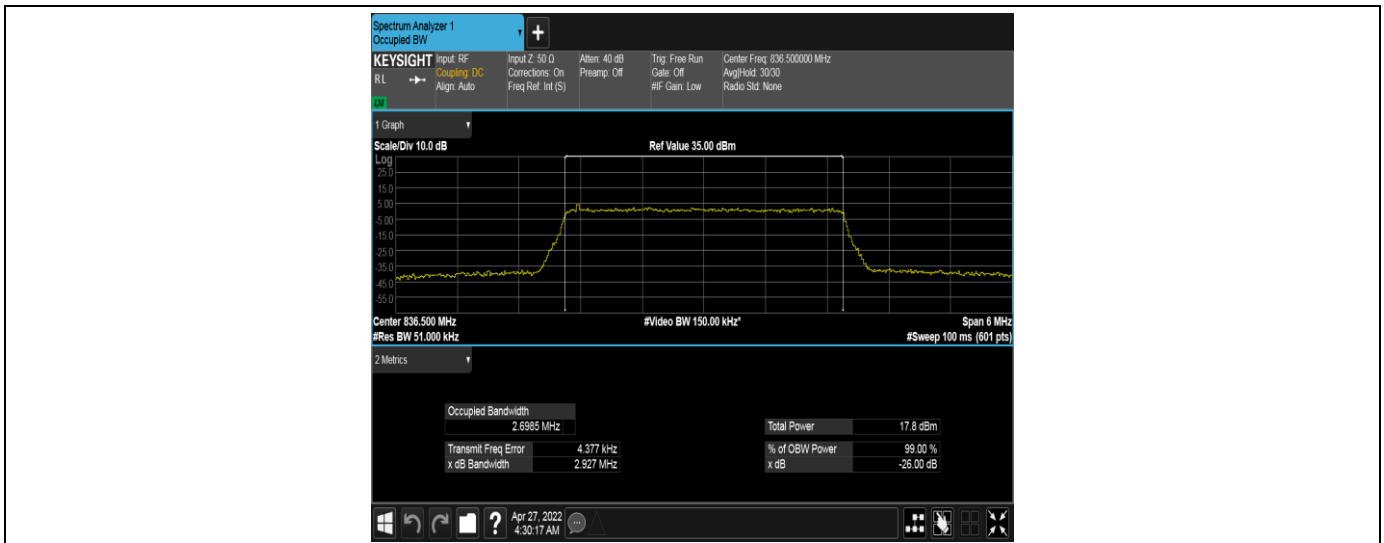 Spectrum Analyzer 1
Occupied BW
+
KEYSIGHT
RL
LM
Input: RF
Coupling: DC
Align: Auto
Input Z: 50 Ω
Corrections: On
Freq Ref: Int (S)
Atten: 40 dB
Preamp: Off
Trig: Free Run
Gate: Off
#IF Gain: Low
Center Freq: 836.500000 MHz
Avg|Hold: 30/30
Radio Std: None
1 Graph
Scale/Div 10.0 dB
Ref Value 35.00 dBm
Log
25.0
15.0
5.00
-5.00
-15.0
-25.0
-35.0
-45.0
-55.0
Center 836.500 MHz
#Video BW 150.00 kHz*
Span 6 MHz
#Res BW 51.000 kHz
#Sweep 100 ms (601 pts)
2 Metrics
Occupied Bandwidth
2.6985 MHz
Total Power 17.8 dBm
Transmit Freq Error 4.377 kHz
% of OBW Power 99.00 %
x dB Bandwidth 2.927 MHz
x dB -26.00 dB
?
Apr 27, 2022
4:30:17 AM